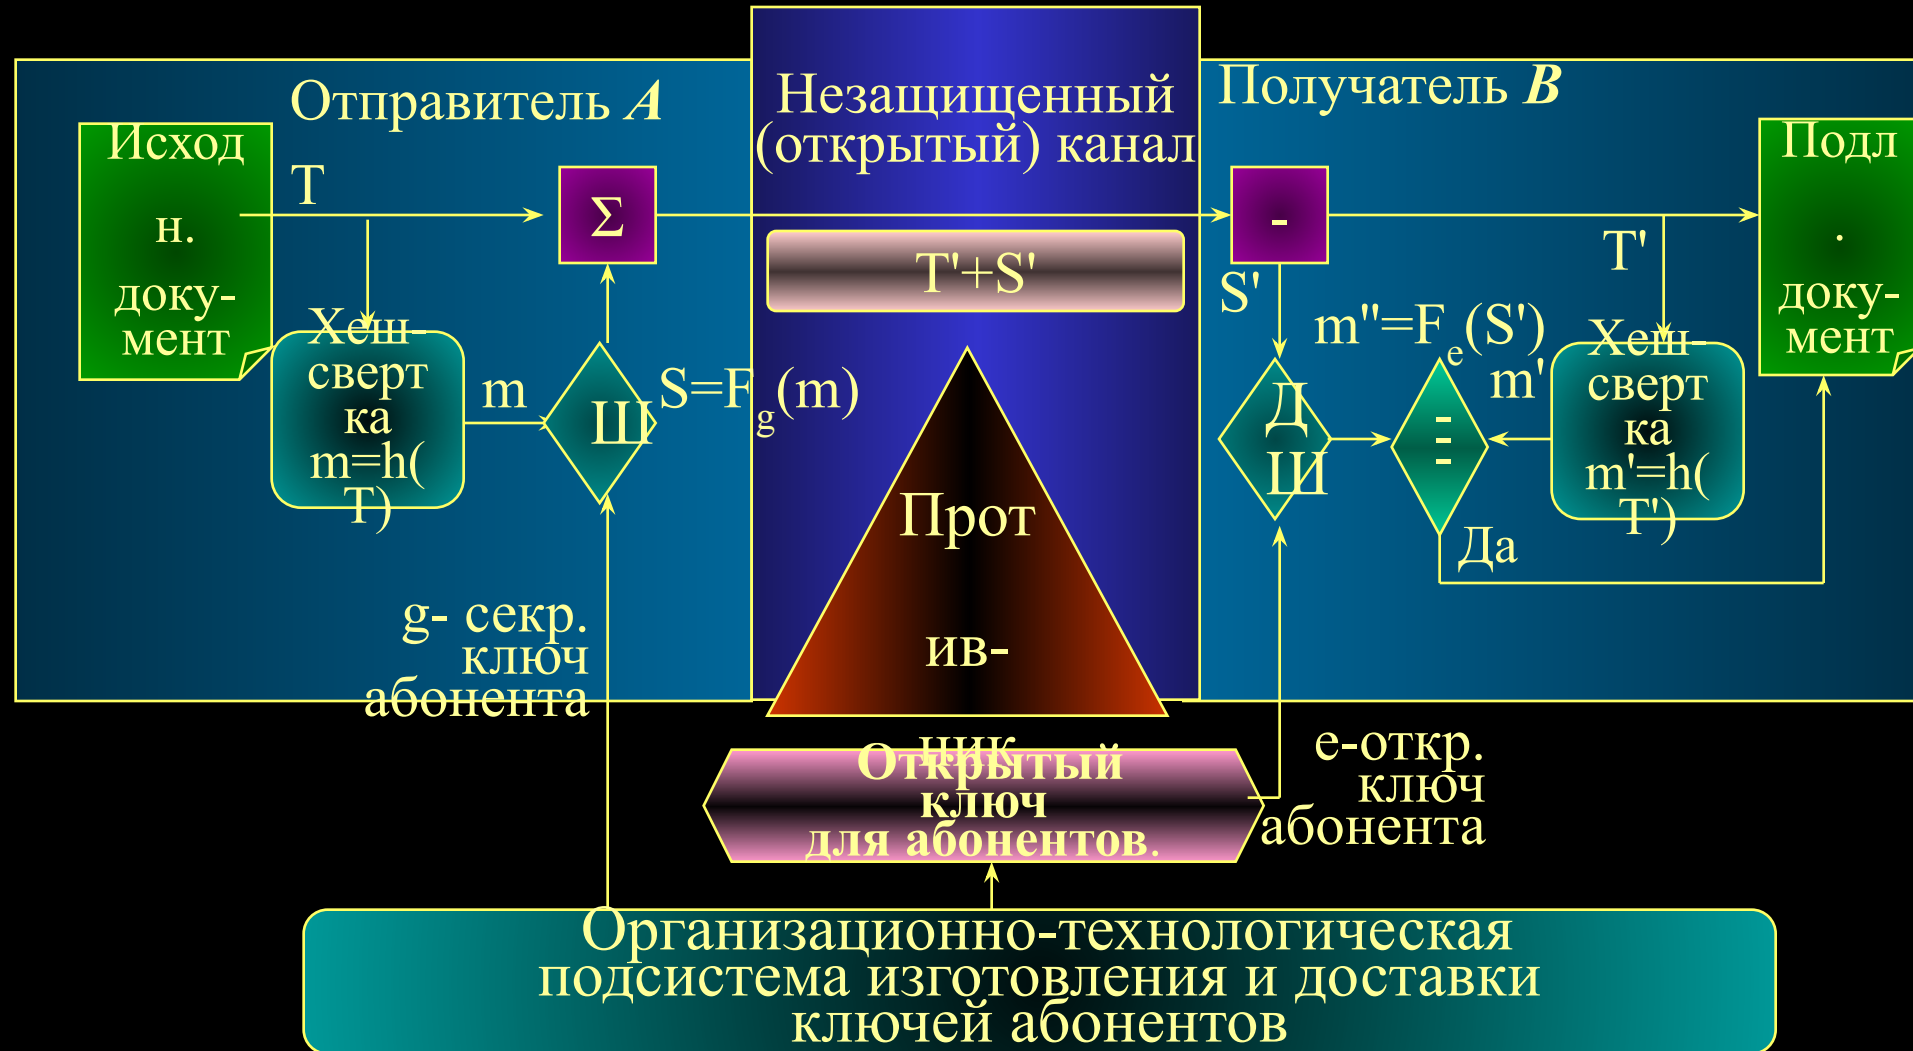 Отправитель A
Исход
н.
доку-
мент
T
Σ
Хеш-
сверт
ка
m=h(
T)
m
Ш
S=F g (m)
g- секр.
ключ
абонента
Незащищенный
(открытый) канал
T'+S'
Прот
ив-
ник
Получатель B
-
S'
T'
Подл
.
доку-
мент
m''=F e (S')
m'
Д
Ш
Хеш-
сверт
ка
m'=h(
T')
Да
e-откр.
ключ
абонента
Открытый
ключ
для абонентов.
Организационно-технологическая
подсистема изготовления и доставки
ключей абонентов